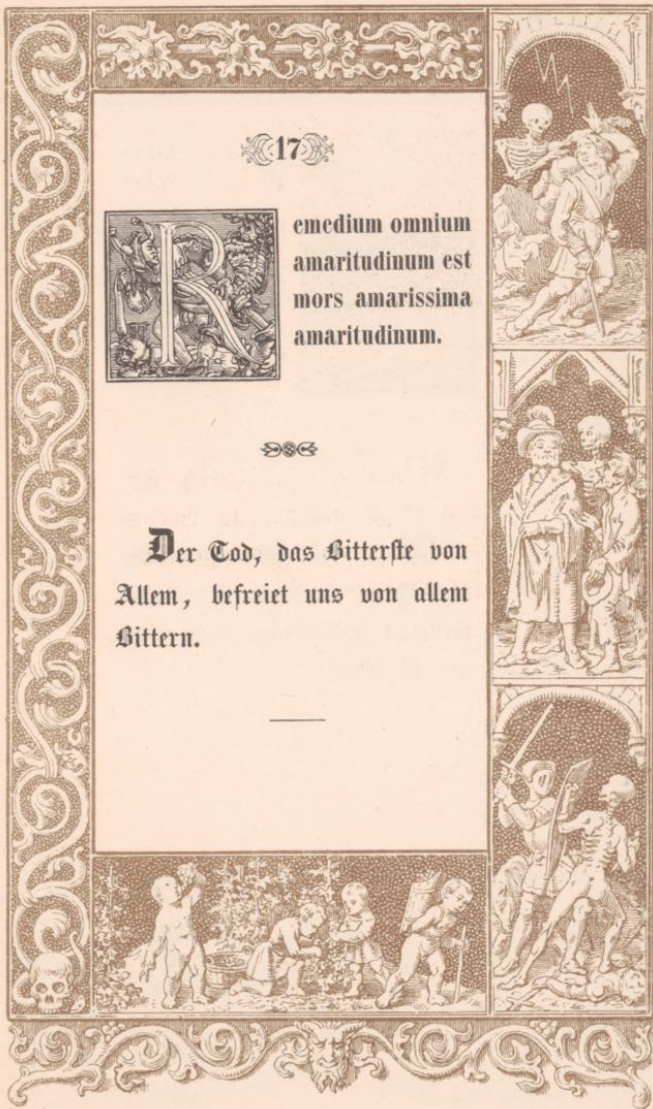 17
Remedium omnium
amaritudinum est
mors amarissima
amaritudinum.
Der Tod, das Bitterste von
Allem, befreiet uns von allem
Bittern.